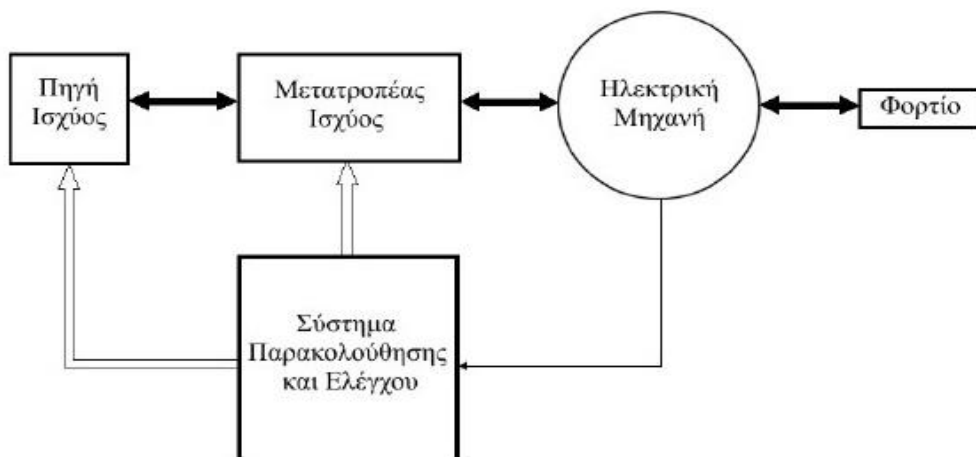 Πηγή
Ισχύος
Μετατροπέας
Ισχύος
Ηλεκτρική
Μηχανή
Φορτίο
Σύστημα
Παρακολούθησης
και Ελέγχου